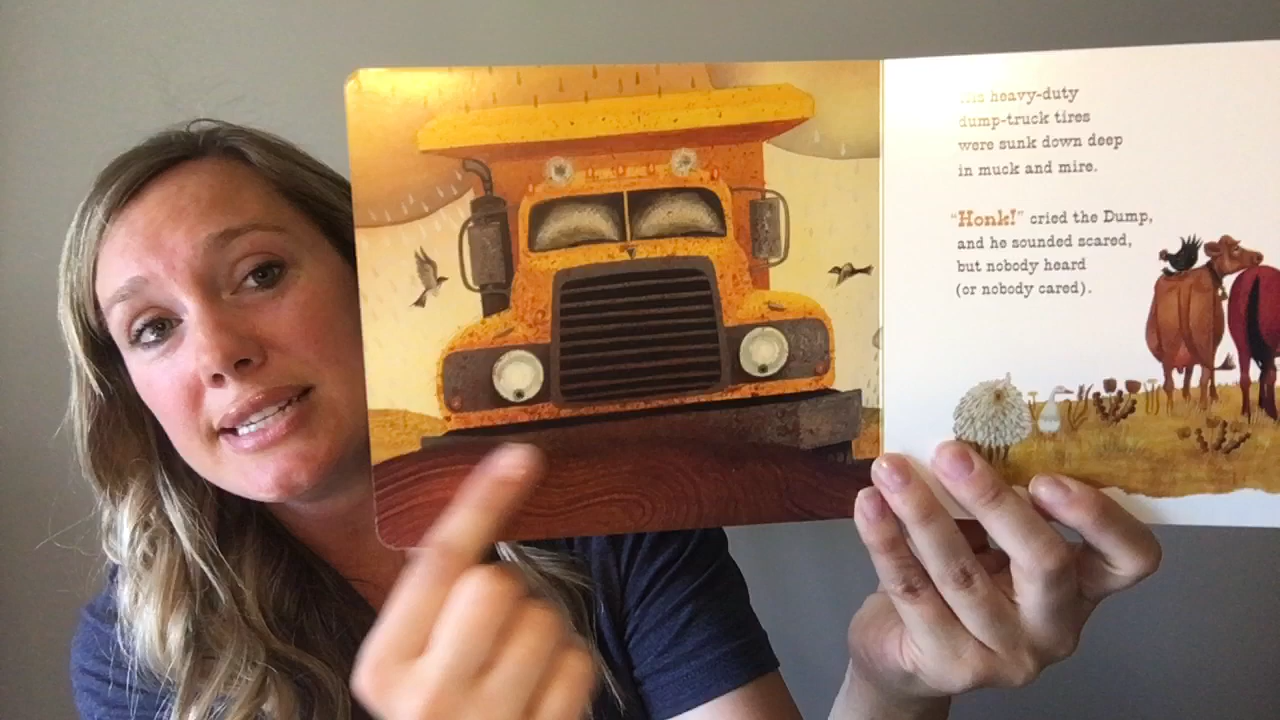 heavy-duty
dump-truck tires
were sunk down deep
in muck and mire.
"Honk!" cried the Dump,
and he sounded scared,
but nobody heard
(or nobody cared).